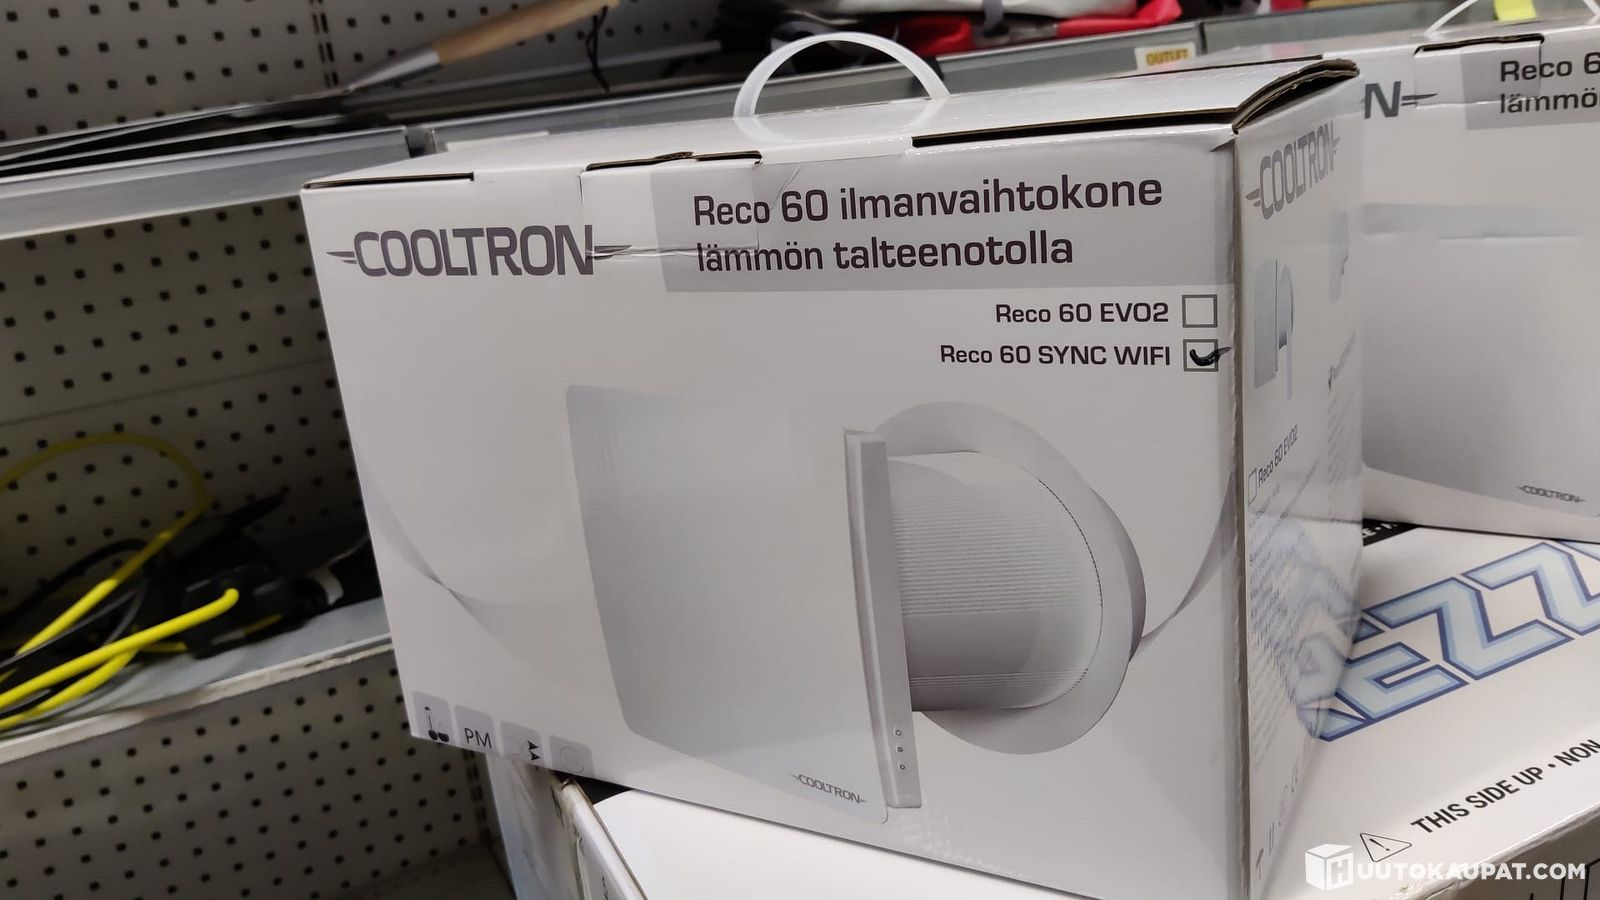 OUTLET
COOLTRON
Reco 60 ilmanvaihtokone
lämmön talteenotolla
Reco 60 EVO2
Reco 60 SYNC WIFI
PM
COOLTRON
COOLTRON
Reco 60 EVO2
N
Reco 6
lämmö
COOLTRON
THIS SIDE UP • NON
HUUTOKAUPAT.COM